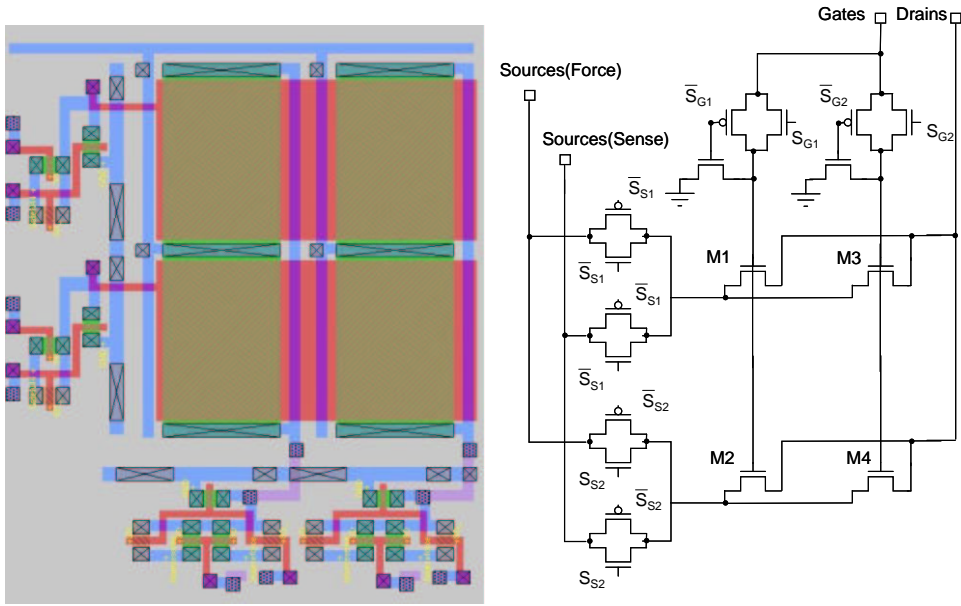 Gates Drains
Sources(Force)
S̅G1 S̅G2
SG1 SG2
Sources(Sense)
S̅S1
M1 M3
S̅S1 S̅S1
S̅S1
S̅S2
M2 M4
SS2 S̅S2
SS2